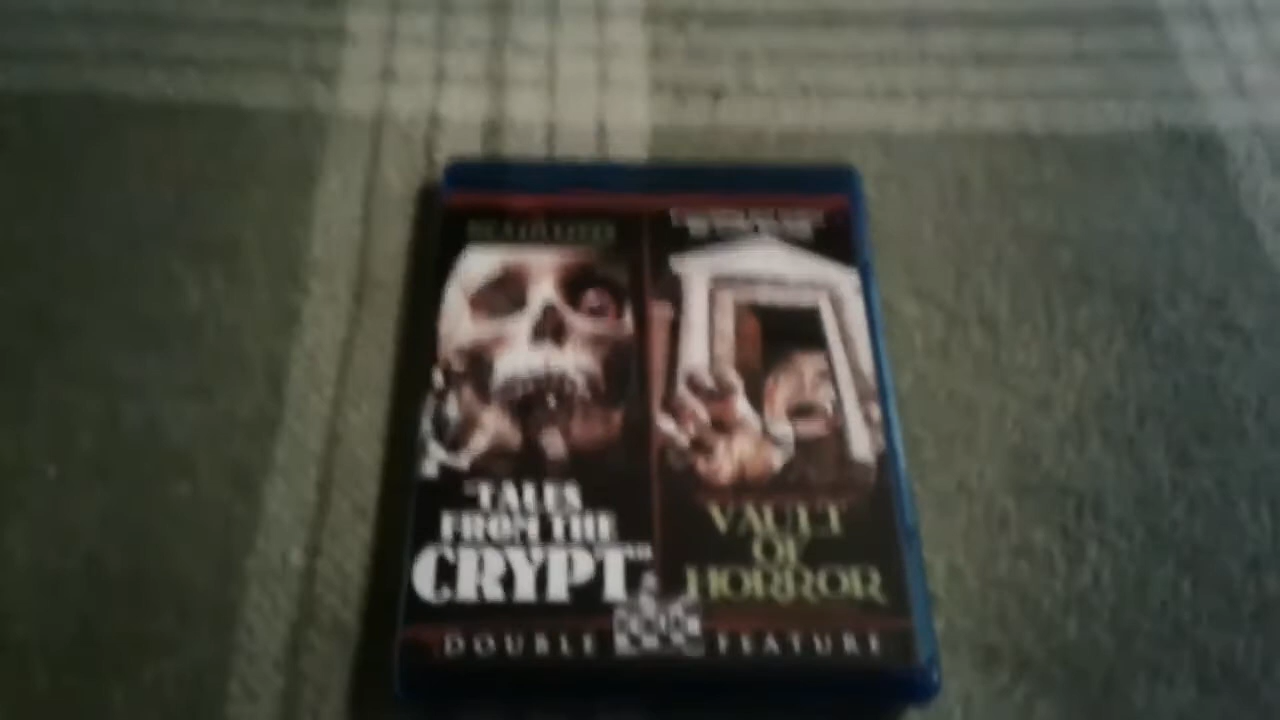 "TALES
FROM THE
CRYPT"
VAULT
OF
HORROR
DOUBLE FEATURE